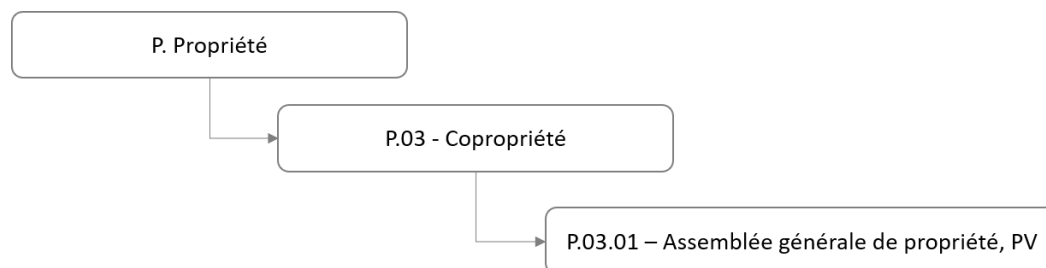 P. Propriété
P.03 - Copropriété
P.03.01 – Assemblée générale de propriété, PV